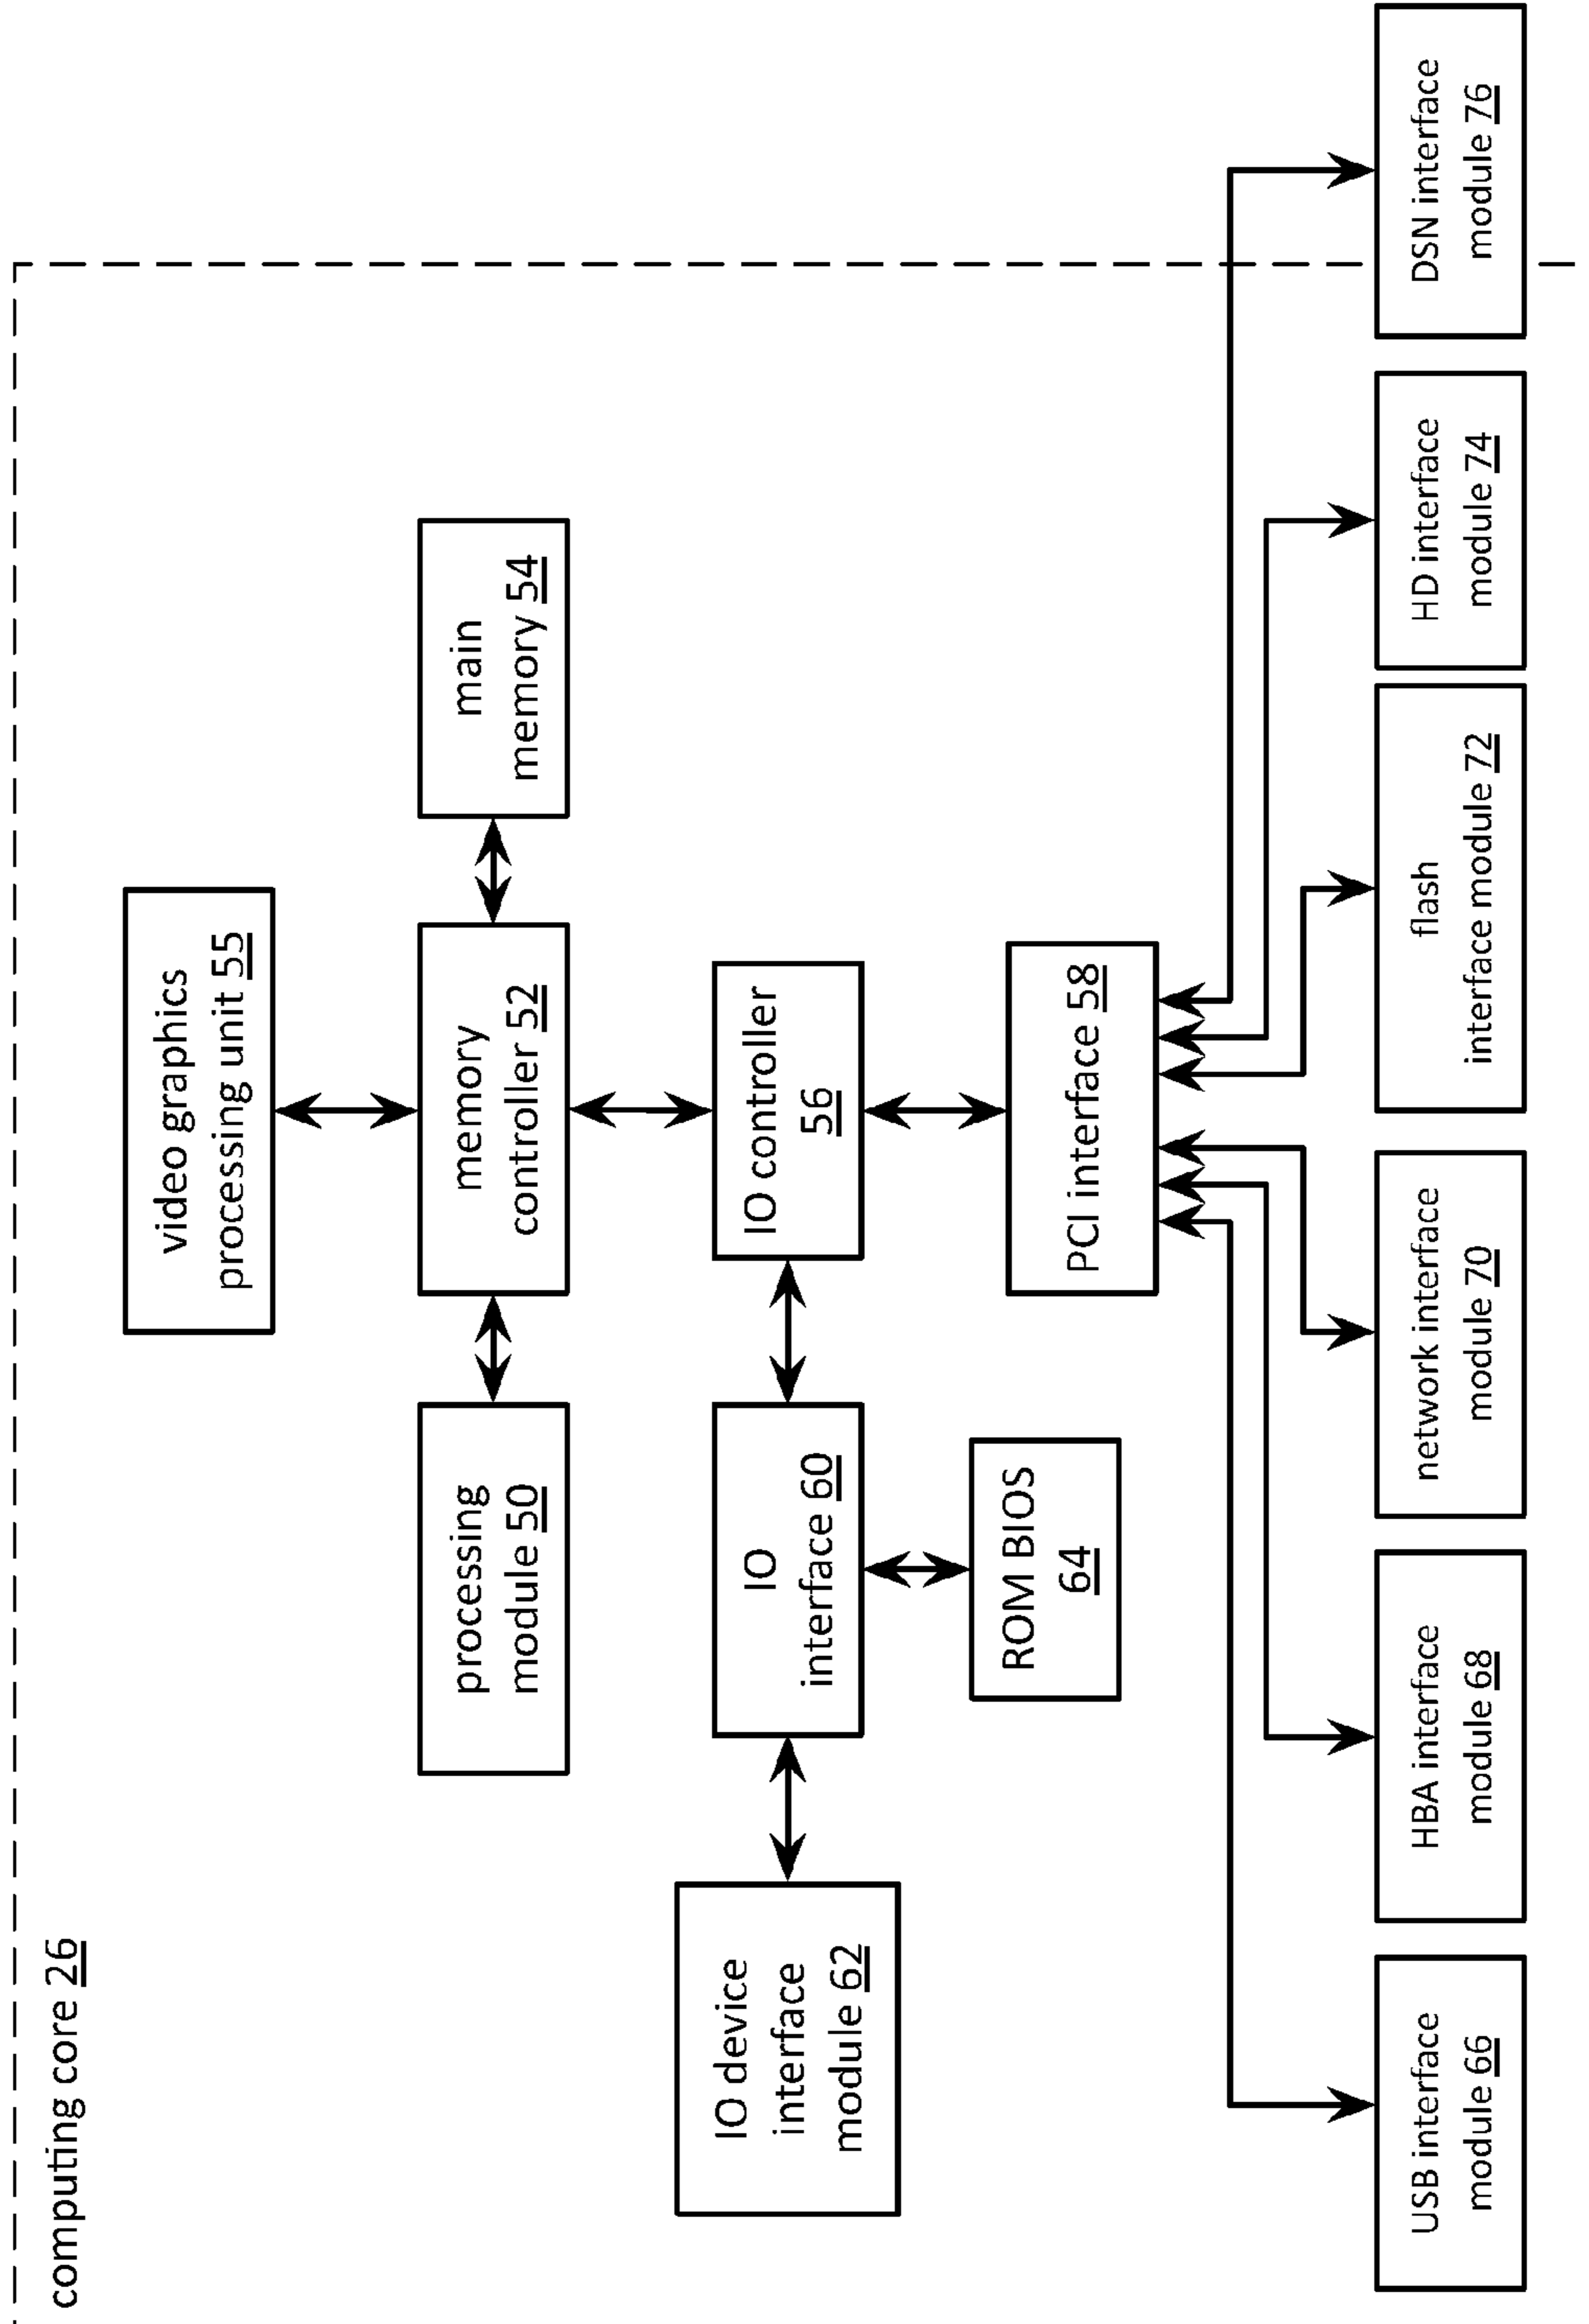 computing core 26
video graphics
processing unit 55
processing
module 50
memory
controller 52
main
memory 54
IO device
interface
module 62
IO
interface 60
IO controller
56
ROM BIOS
64
PCI interface 58
USB interface
module 66
HBA interface
module 68
network interface
module 70
flash
interface module 72
HD interface
module 74
DSN interface
module 76